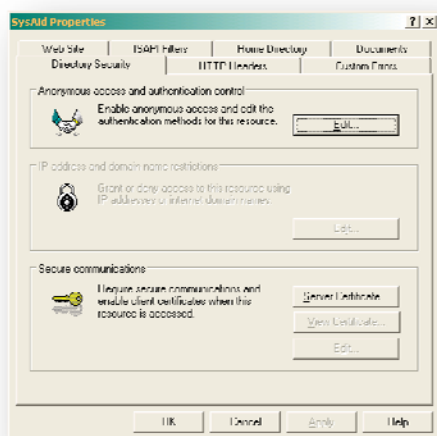 SysAid Properties
Web Site ISAPI Filters Home Directory Documents
Directory Security HTTP Headers Custom Errors
Anonymous access and authentication control
Enable anonymous access and edit the
authentication methods for this resource.
Edit...
IP address and domain name restrictions
Grant or deny access to this resource using
IP addresses or internet domain names.
Edit...
Secure communications
Require secure communications and
enable client certificates when this
resource is accessed.
Server Certificate...
View Certificate...
Edit...
OK Cancel Apply Help